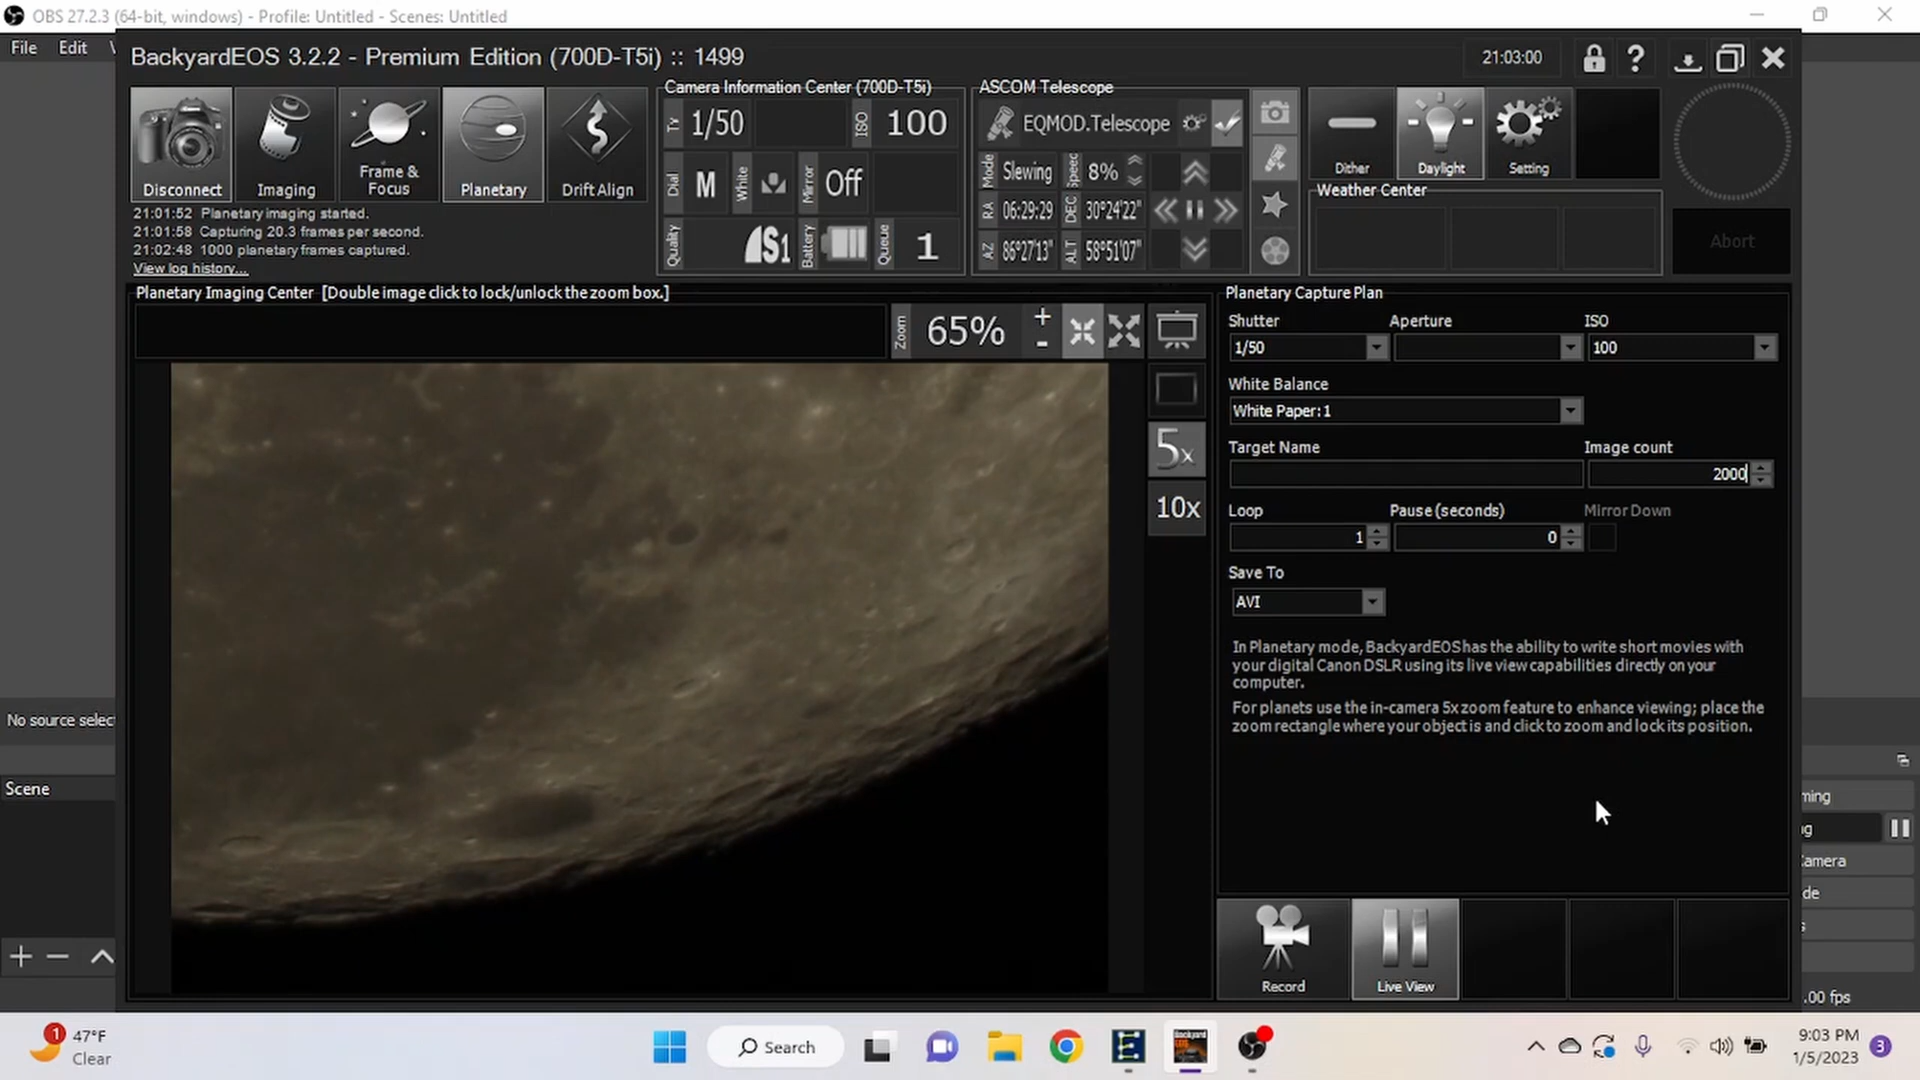 OBS 27.2.3 (64-bit, windows) - Profile: Untitled - Scenes: Untitled
File Edit
BackyardEOS 3.2.2 - Premium Edition (700D-T5i) :: 1499
21:03:00
Disconnect
Imaging
Frame & Focus
Planetary
Drift Align
21:01:52 Planetary imaging started.
21:01:58 Capturing 20.3 frames per second.
21:02:48 1000 planetary frames captured.
View log history...
Camera Information Center (700D-T5i)
Tv 1/50 ISO 100
Dial M White Mirror Off
Quality S1 Battery Queue 1
ASCOM Telescope
EQMOD.Telescope
Mode Slewing Speed 8%
RA 06:29:29 DEC 30°24'22"
AZ 86°27'13" ALT 58°51'07"
Dither
Daylight
Setting
Weather Center
Abort
Planetary Imaging Center [Double image click to lock/unlock the zoom box.]
Zoom 65% + -
5x
10x
Planetary Capture Plan
Shutter Aperture ISO
1/50 100
White Balance
White Paper:1
Target Name Image count
2000
Loop Pause (seconds) Mirror Down
1 0
Save To
AVI
In Planetary mode, BackyardEOS has the ability to write short movies with
your digital Canon DSLR using its live view capabilities directly on your
computer.
For planets use the in-camera 5x zoom feature to enhance viewing; place the
zoom rectangle where your object is and click to zoom and lock its position.
Record
Live View
No source select
Scene
ming
g
Camera
de
s
.00 fps
1
47°F
Clear
Search
Backyard EOS
9:03 PM
1/5/2023
3